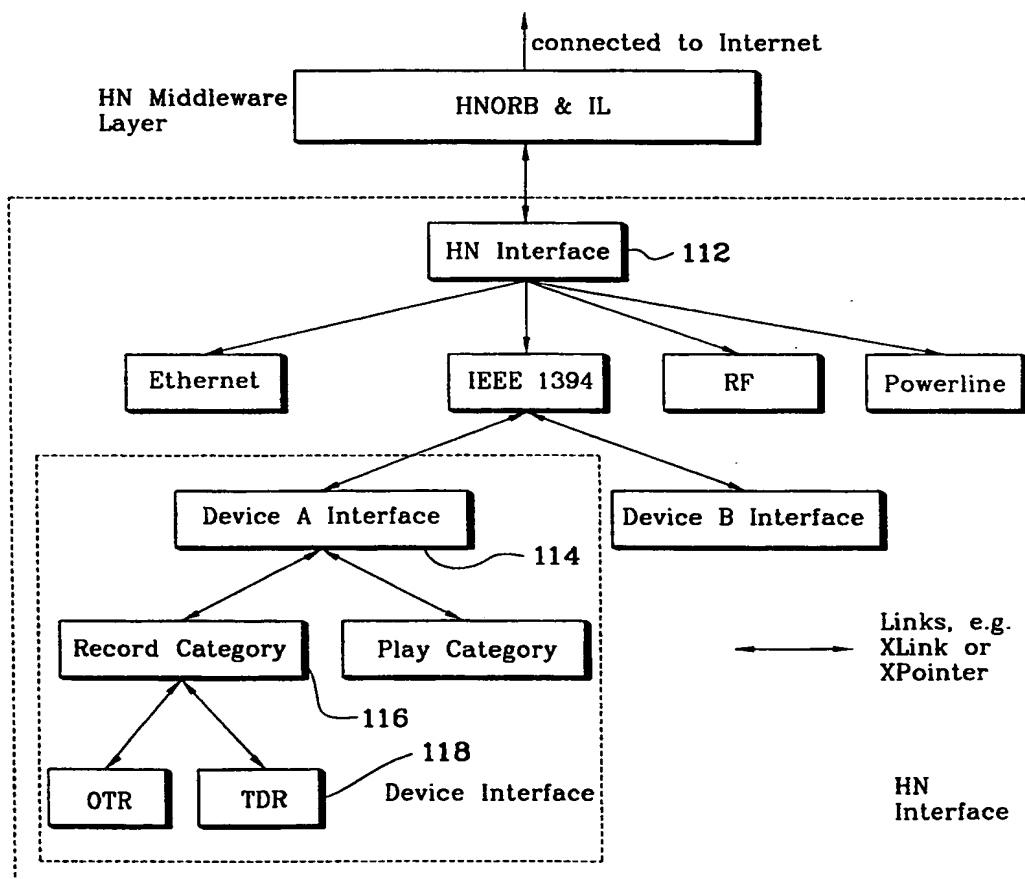 connected to Internet
HN Middleware
Layer
HNORB & IL
HN Interface
112
Ethernet
IEEE 1394
RF
Powerline
Device A Interface
Device B Interface
114
Record Category
Play Category
Links, e.g.
XLink or
XPointer
116
118
OTR
TDR
Device Interface
HN
Interface